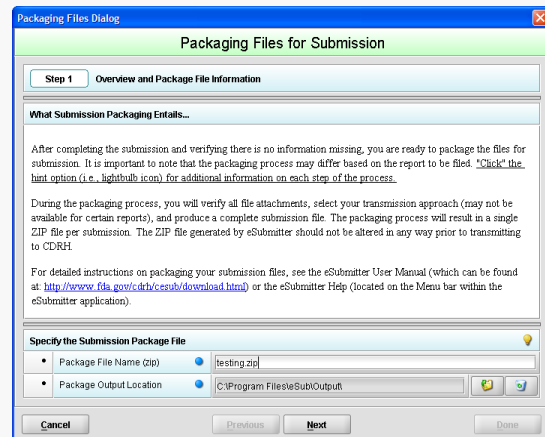 Packaging Files Dialog
Packaging Files for Submission
Step 1 Overview and Package File Information
What Submission Packaging Entails...
After completing the submission and verifying there is no information missing, you are ready to package the files for
submission. It is important to note that the packaging process may differ based on the report to be filed. "Click" the
hint option (i.e., lightbulb icon) for additional information on each step of the process.
During the packaging process, you will verify all file attachments, select your transmission approach (may not be
available for certain reports), and produce a complete submission file. The packaging process will result in a single
ZIP file per submission. The ZIP file generated by eSubmitter should not be altered in any way prior to transmitting
to CDRH.
For detailed instructions on packaging your submission files, see the eSubmitter User Manual (which can be found
at: http://www.fda.gov/cdrh/cesub/download.html) or the eSubmitter Help (located on the Menu bar within the
eSubmitter application).
Specify the Submission Package File
• Package File Name (zip) testing.zip
• Package Output Location C:\Program Files\eSub\Output\
Cancel Previous Next Done